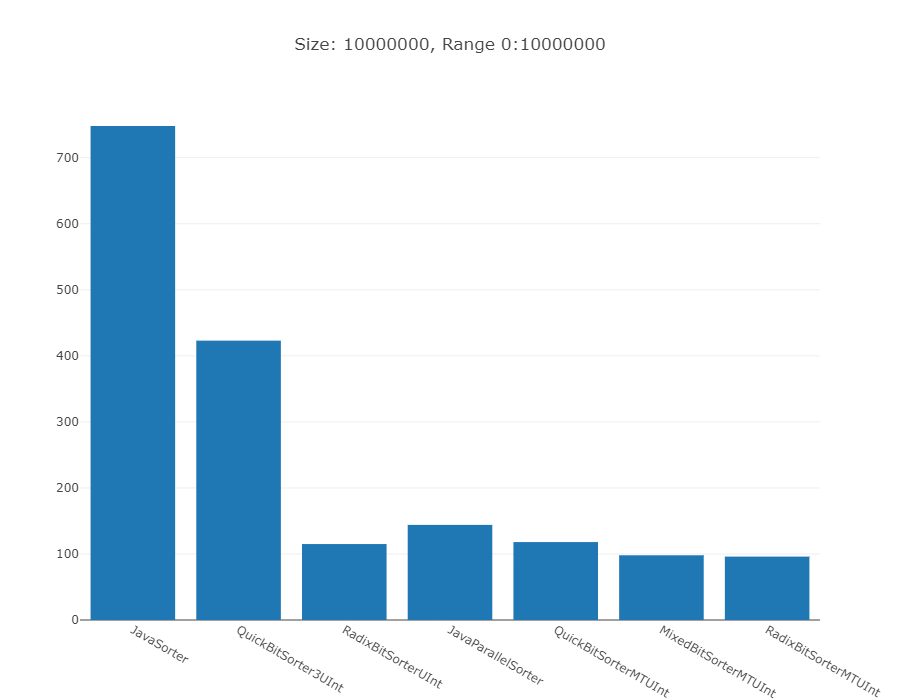 Size: 10000000, Range 0:10000000
700
600
500
400
300
200
100
0
JavaSorter
QuickBitSorter3UInt
RadixBitSorterUInt
JavaParallelSorter
QuickBitSorterMTUInt
MixedBitSorterMTUInt
RadixBitSorterMTUInt